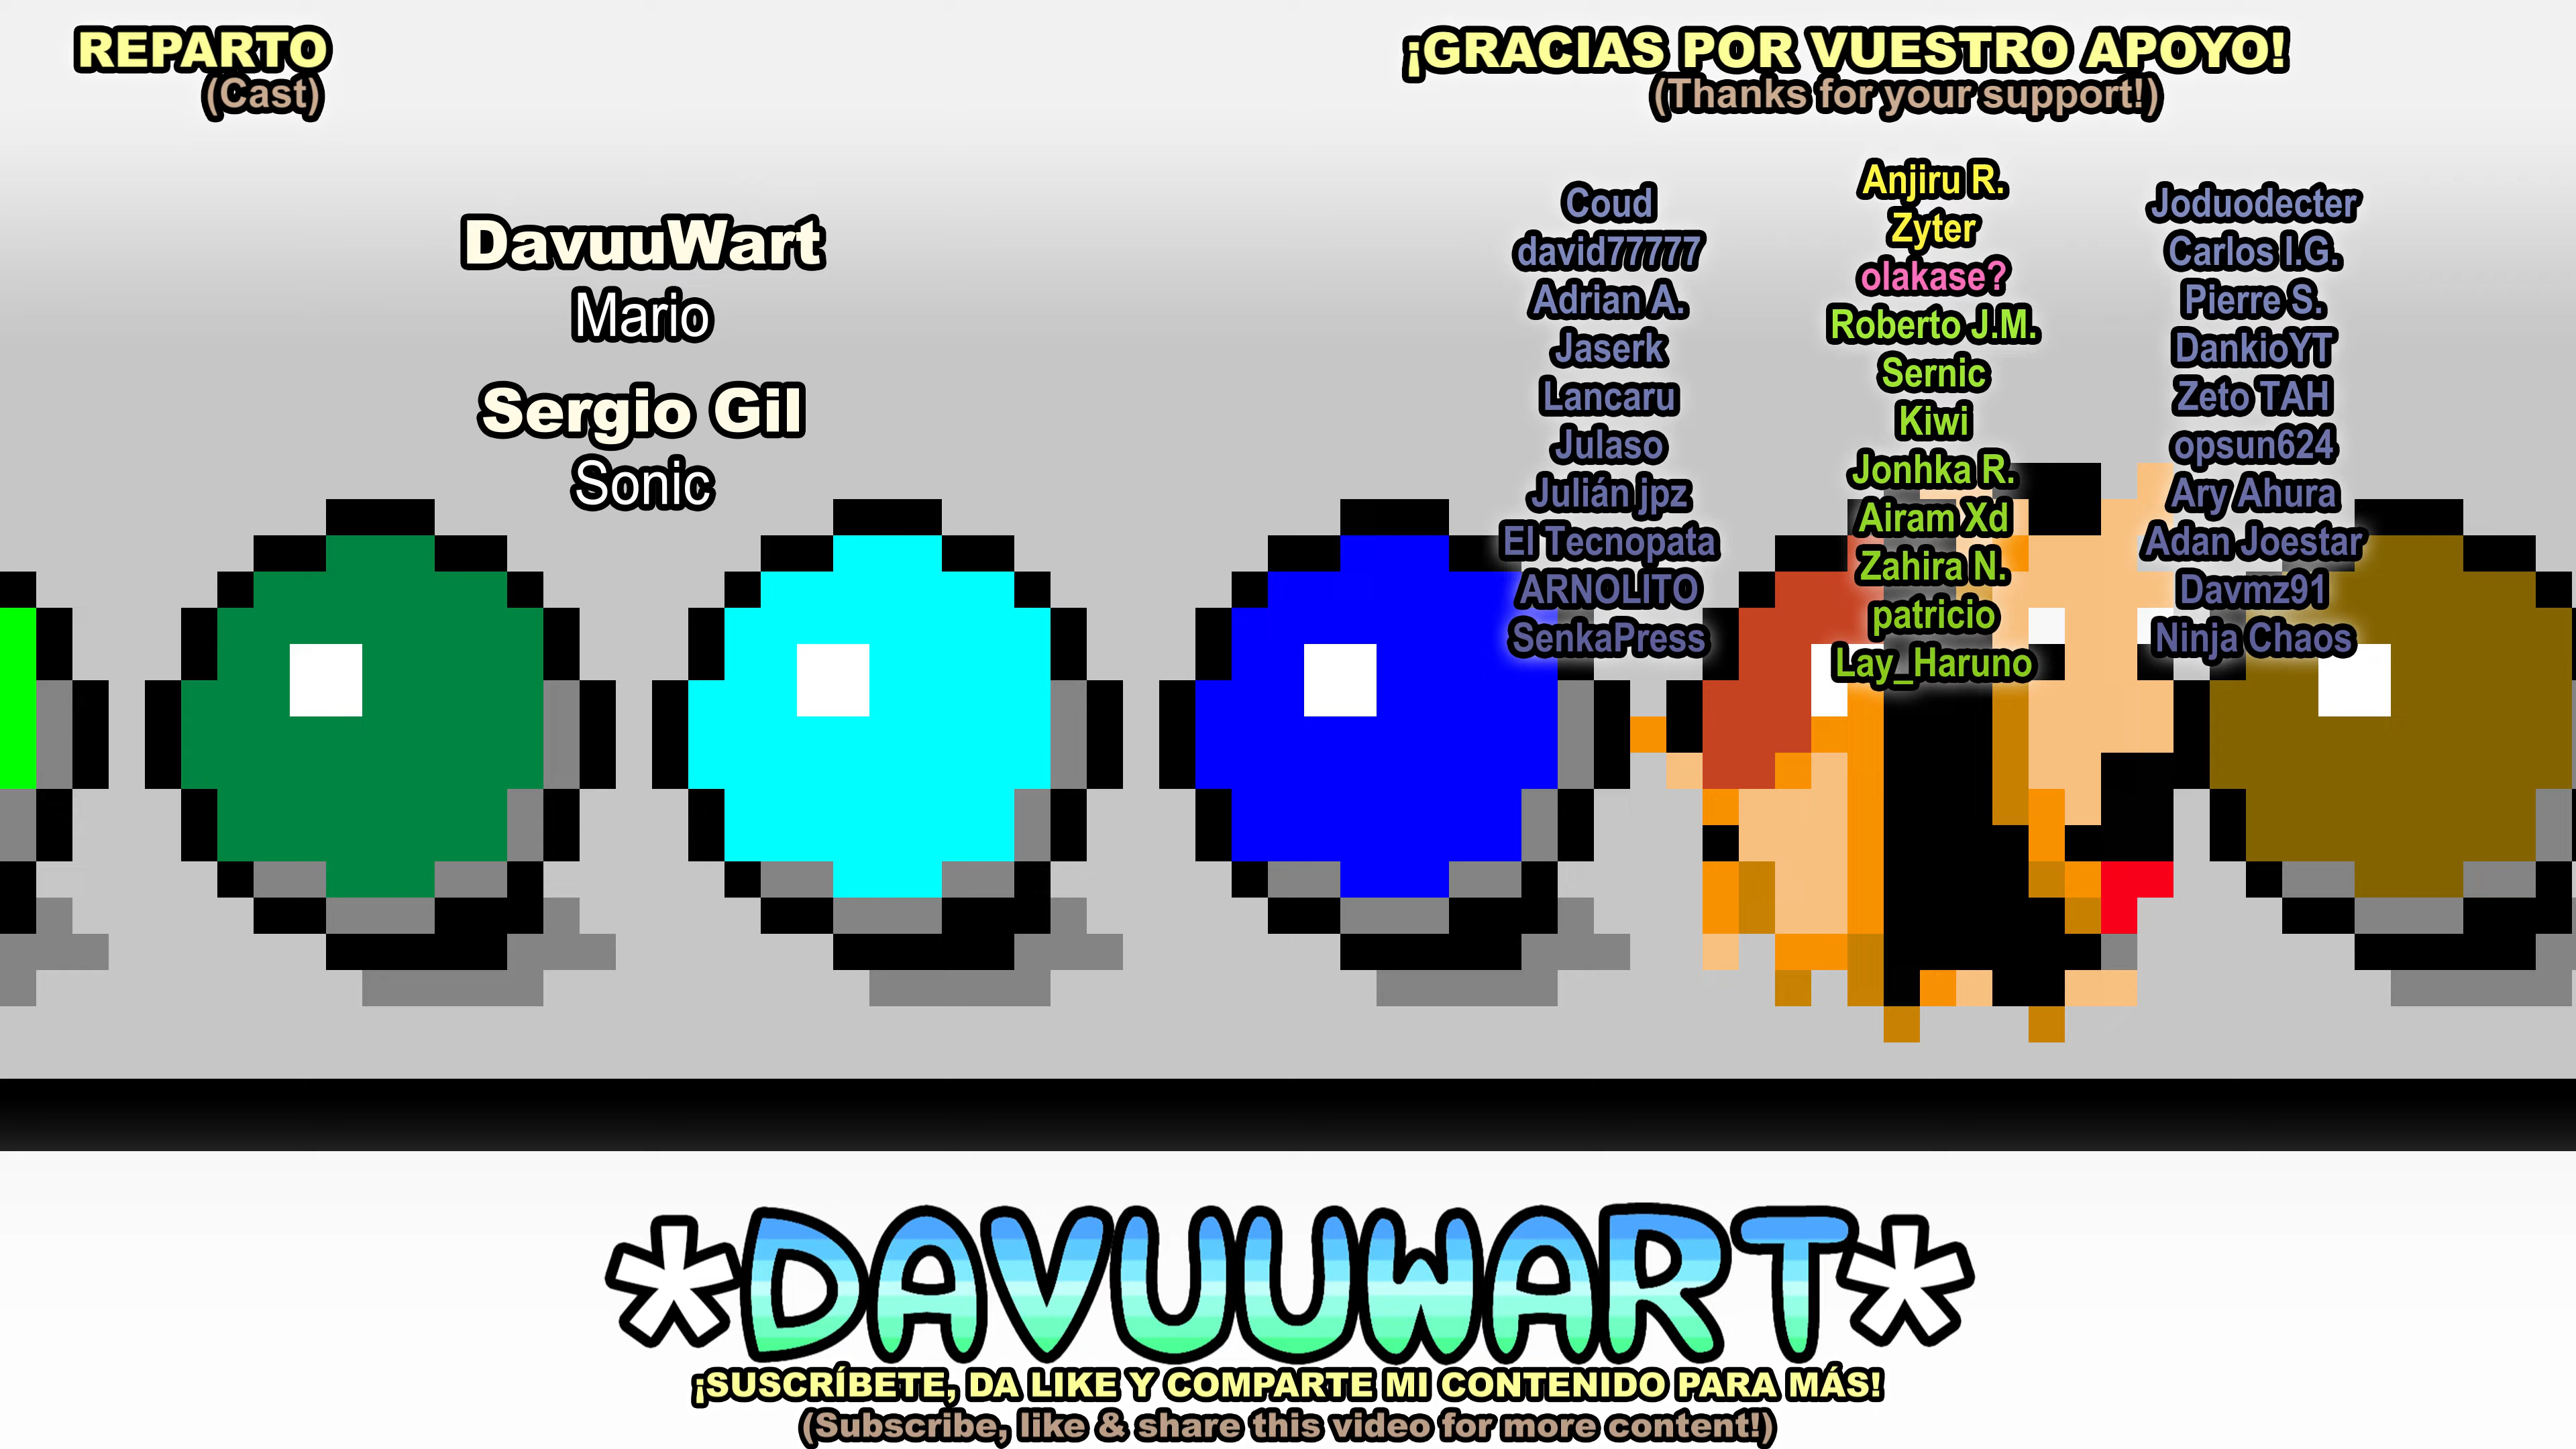 REPARTO
(Cast)
DavuuWart
Mario
Sergio Gil
Sonic
¡GRACIAS POR VUESTRO APOYO!
(Thanks for your support!)
Coud
david77777
Adrian A.
Jaserk
Lancaru
Julaso
Julián jpz
El Tecnopata
ARNOLITO
SenkaPress
Anjiru R.
Zyter
olakase?
Roberto J.M.
Sernic
Kiwi
Jonhka R.
Airam Xd
Zahira N.
patricio
Lay_Haruno
Joduodecter
Carlos I.G.
Pierre S.
DankioYT
Zeto TAH
opsun624
Ary Ahura
Adan Joestar
Davmz91
Ninja Chaos
*DAVUUWART*
¡SUSCRÍBETE, DA LIKE Y COMPARTE MI CONTENIDO PARA MÁS!
(Subscribe, like & share this video for more content!)